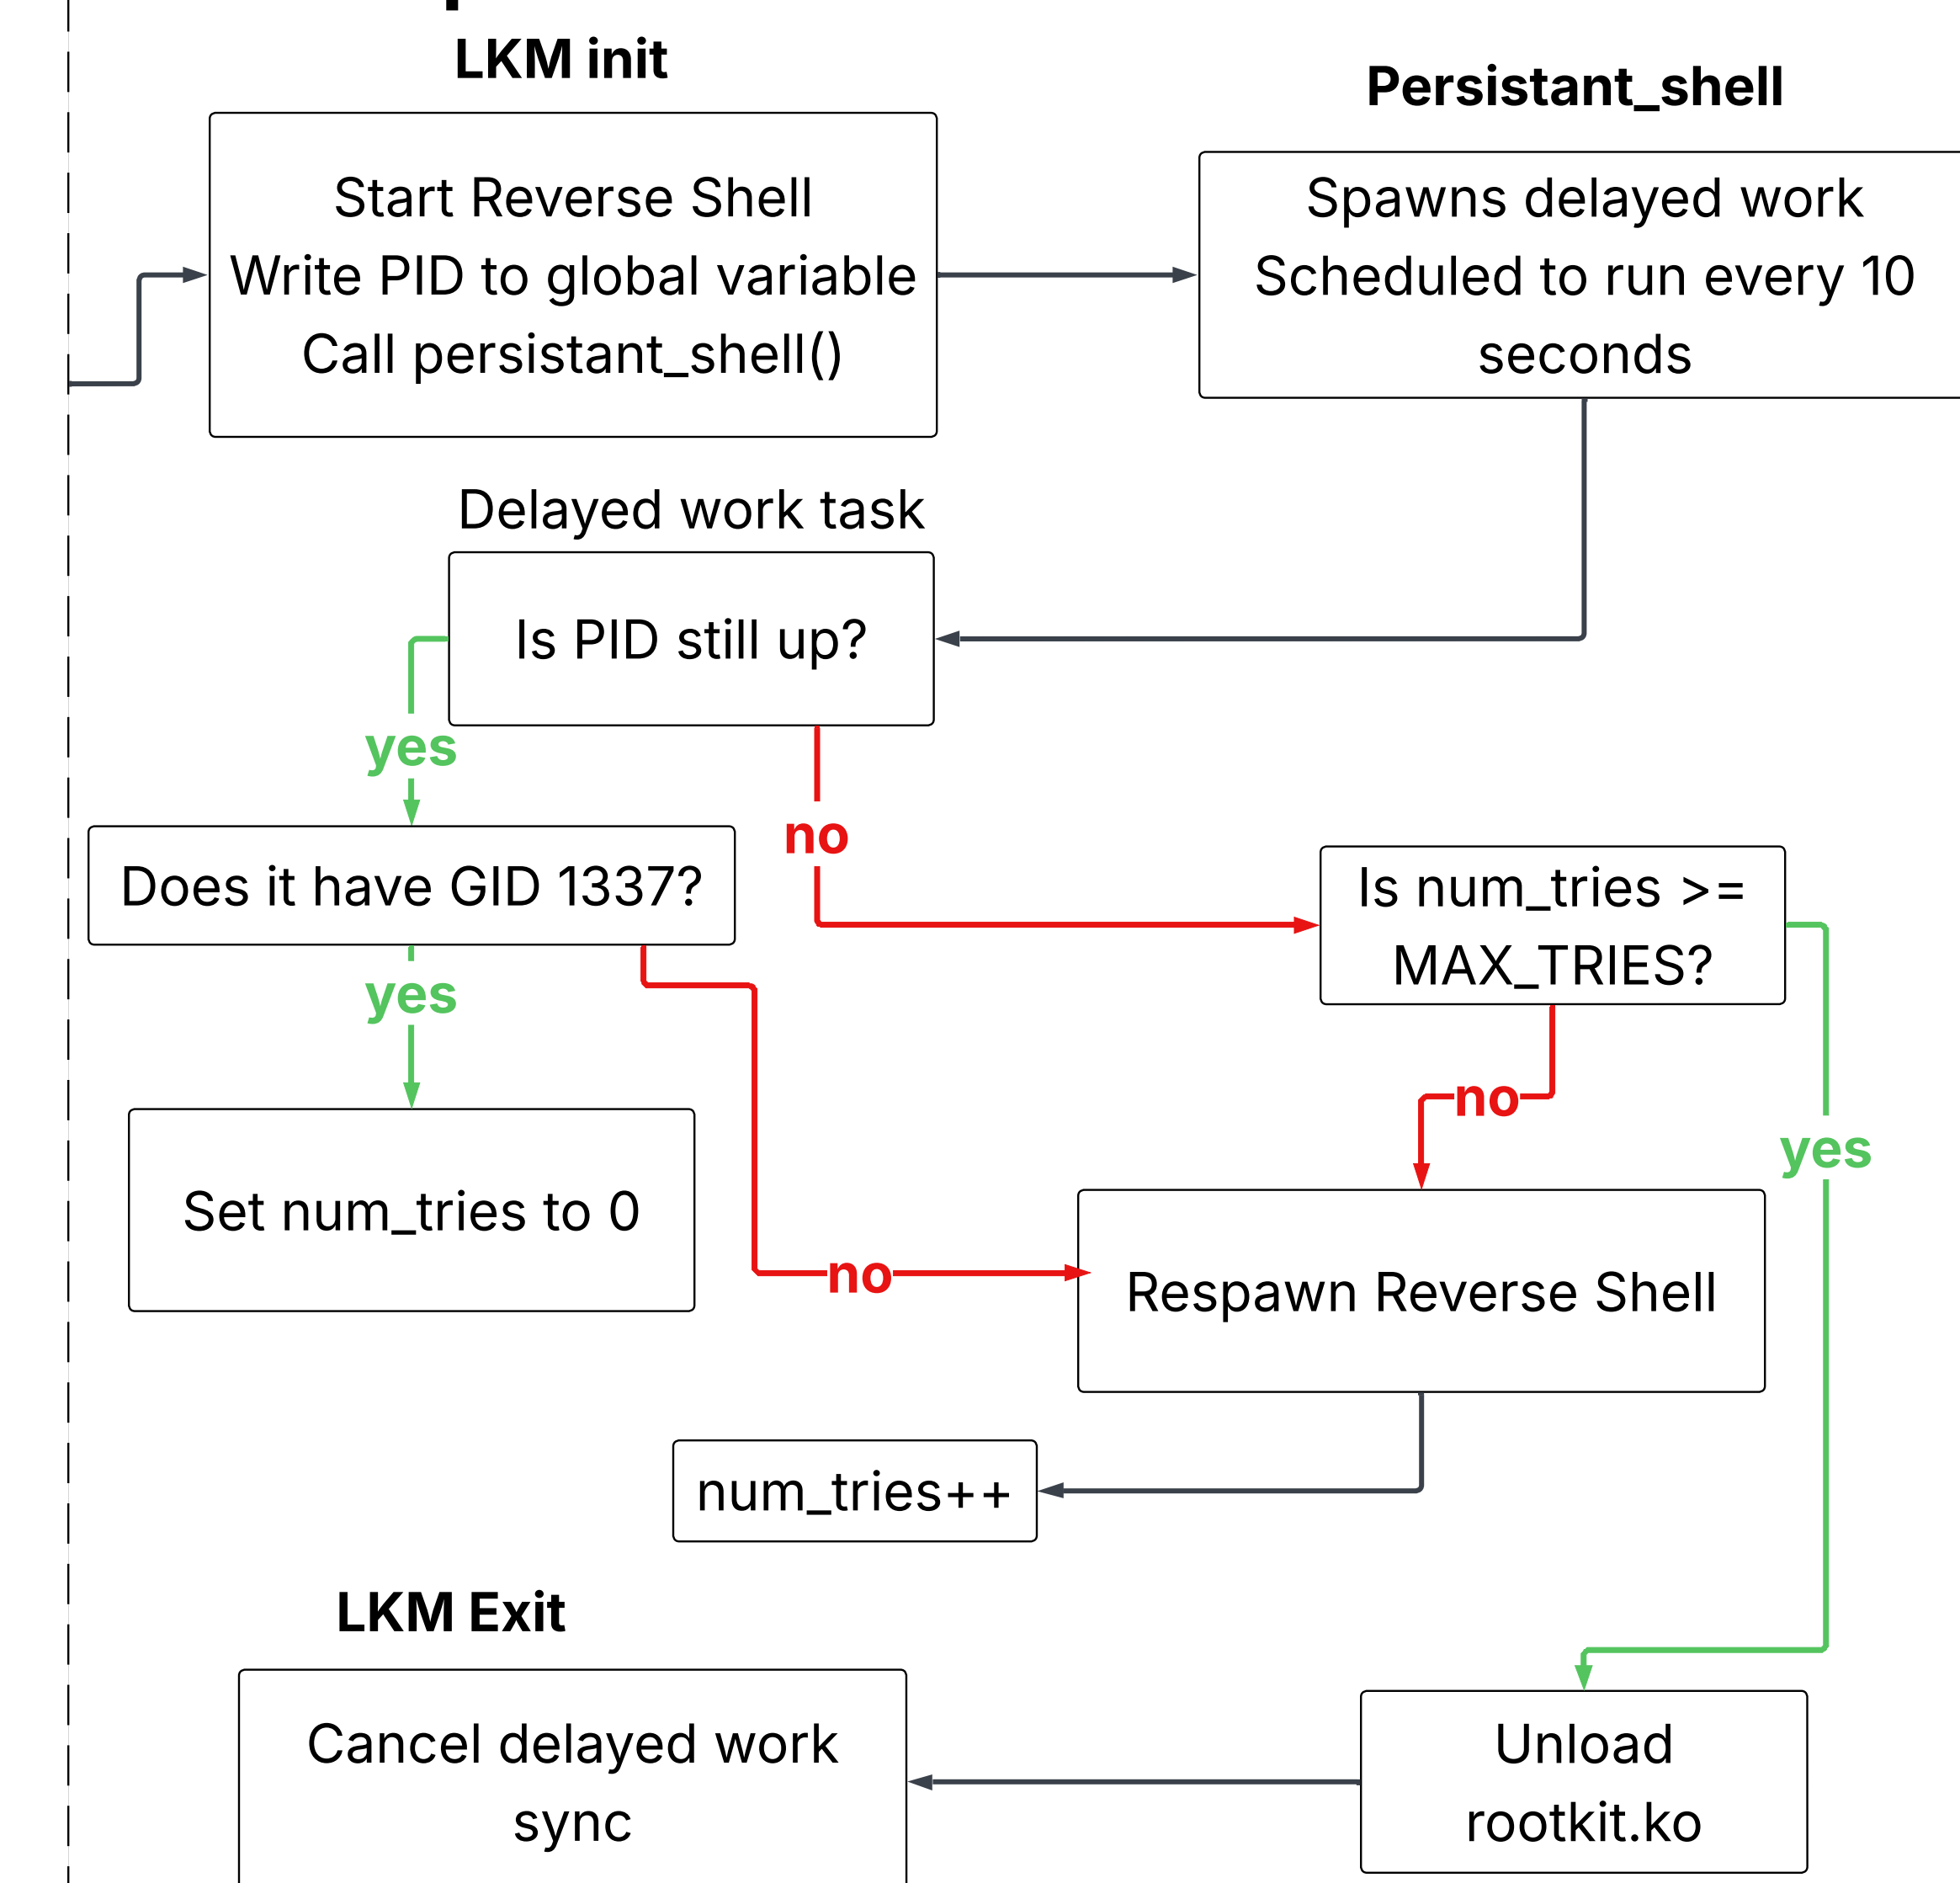 LKM init
Persistant_shell
Start Reverse Shell
Write PID to global variable
Call persistant_shell()
Spawns delayed work
Scheduled to run every 10
seconds
Delayed work task
Is PID still up?
yes
no
Does it have GID 1337?
Is num_tries >=
MAX_TRIES?
yes
no
yes
Set num_tries to 0
no
Respawn Reverse Shell
num_tries++
LKM Exit
Cancel delayed work
sync
Unload
rootkit.ko